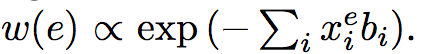 w(e) ∝ exp (− ∑ᵢ xᵢᵉbᵢ).